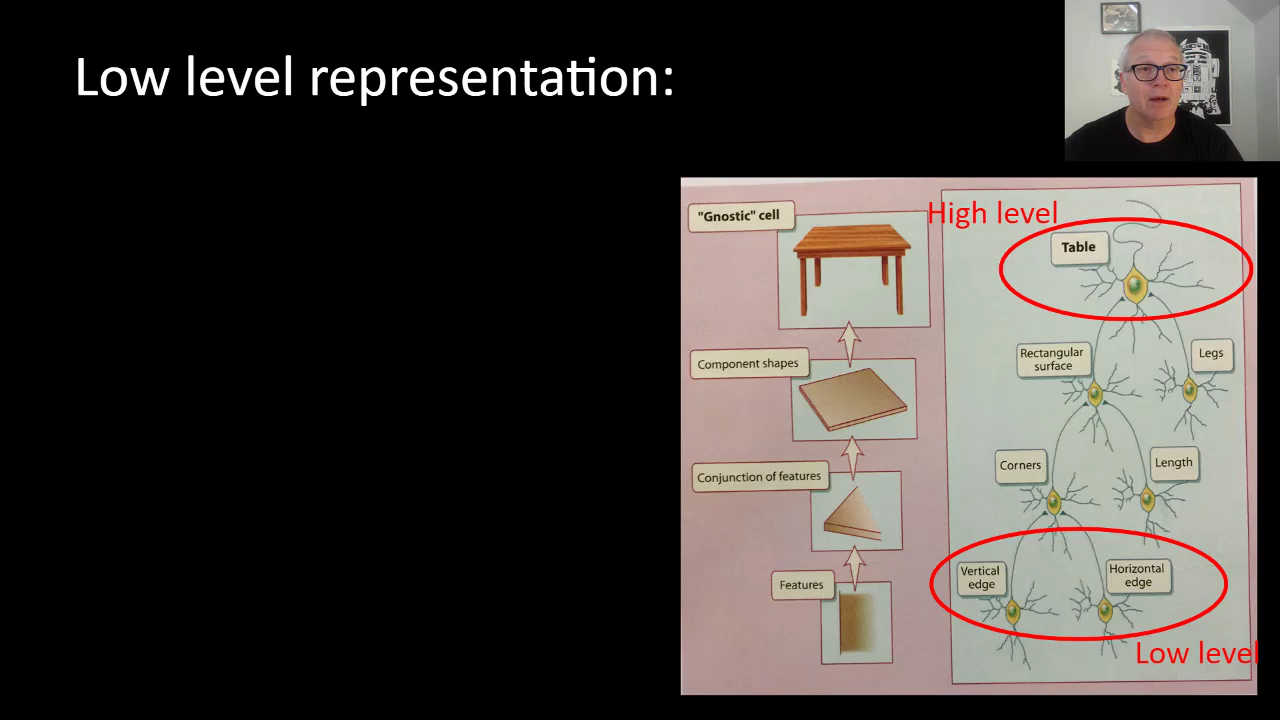 Low level representation:
"Gnostic" cell
High level
Table
Component shapes
Rectangular
surface
Legs
Conjunction of features
Corners
Length
Features
Vertical
edge
Horizontal
edge
Low level